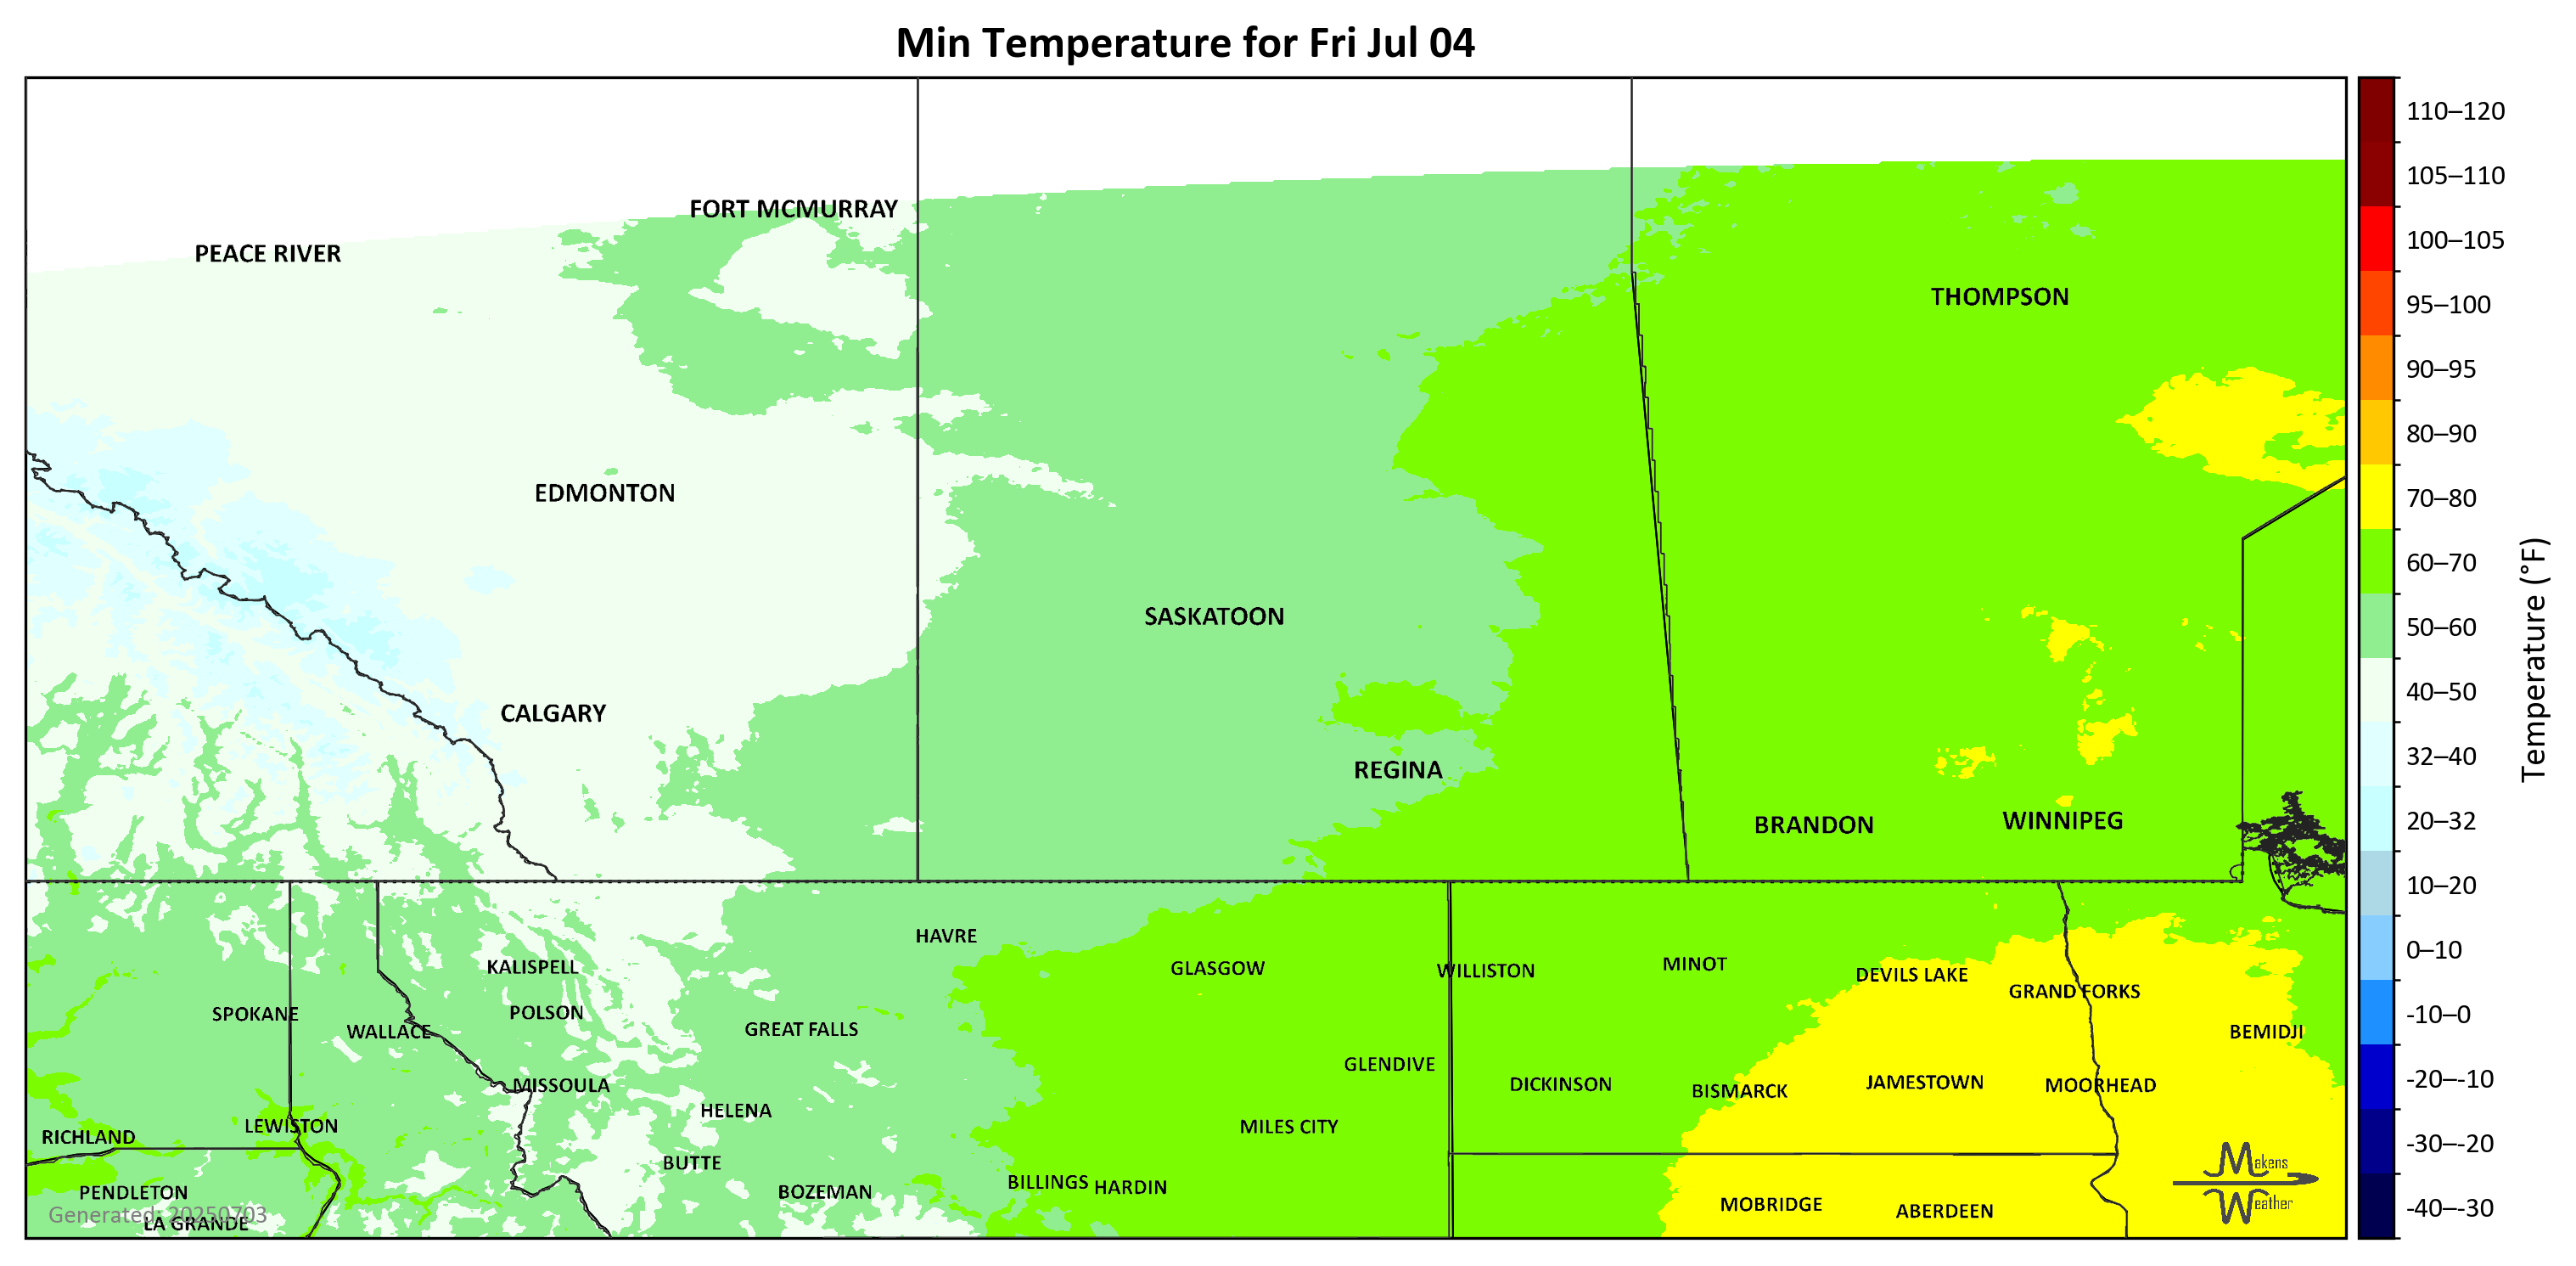 Min Temperature for Fri Jul 04
FORT MCMURRAY
PEACE RIVER
THOMPSON
EDMONTON
SASKATOON
CALGARY
REGINA
BRANDON
WINNIPEG
HAVRE
KALISPELL
GLASGOW
WILLISTON
MINOT
DEVILS LAKE
GRAND FORKS
SPOKANE
POLSON
WALLACE
GREAT FALLS
BEMIDJI
GLENDIVE
MISSOULA
DICKINSON
BISMARCK
JAMESTOWN
MOORHEAD
HELENA
LEWISTON
RICHLAND
MILES CITY
BUTTE
PENDLETON
BOZEMAN
BILLINGS
HARDIN
MOBRIDGE
ABERDEEN
Generated: 20250703
LA GRANDE
Makens
Weather
110–120
105–110
100–105
95–100
90–95
80–90
70–80
60–70
50–60
40–50
32–40
20–32
10–20
0–10
-10–0
-20–-10
-30–-20
-40–-30
Temperature (°F)